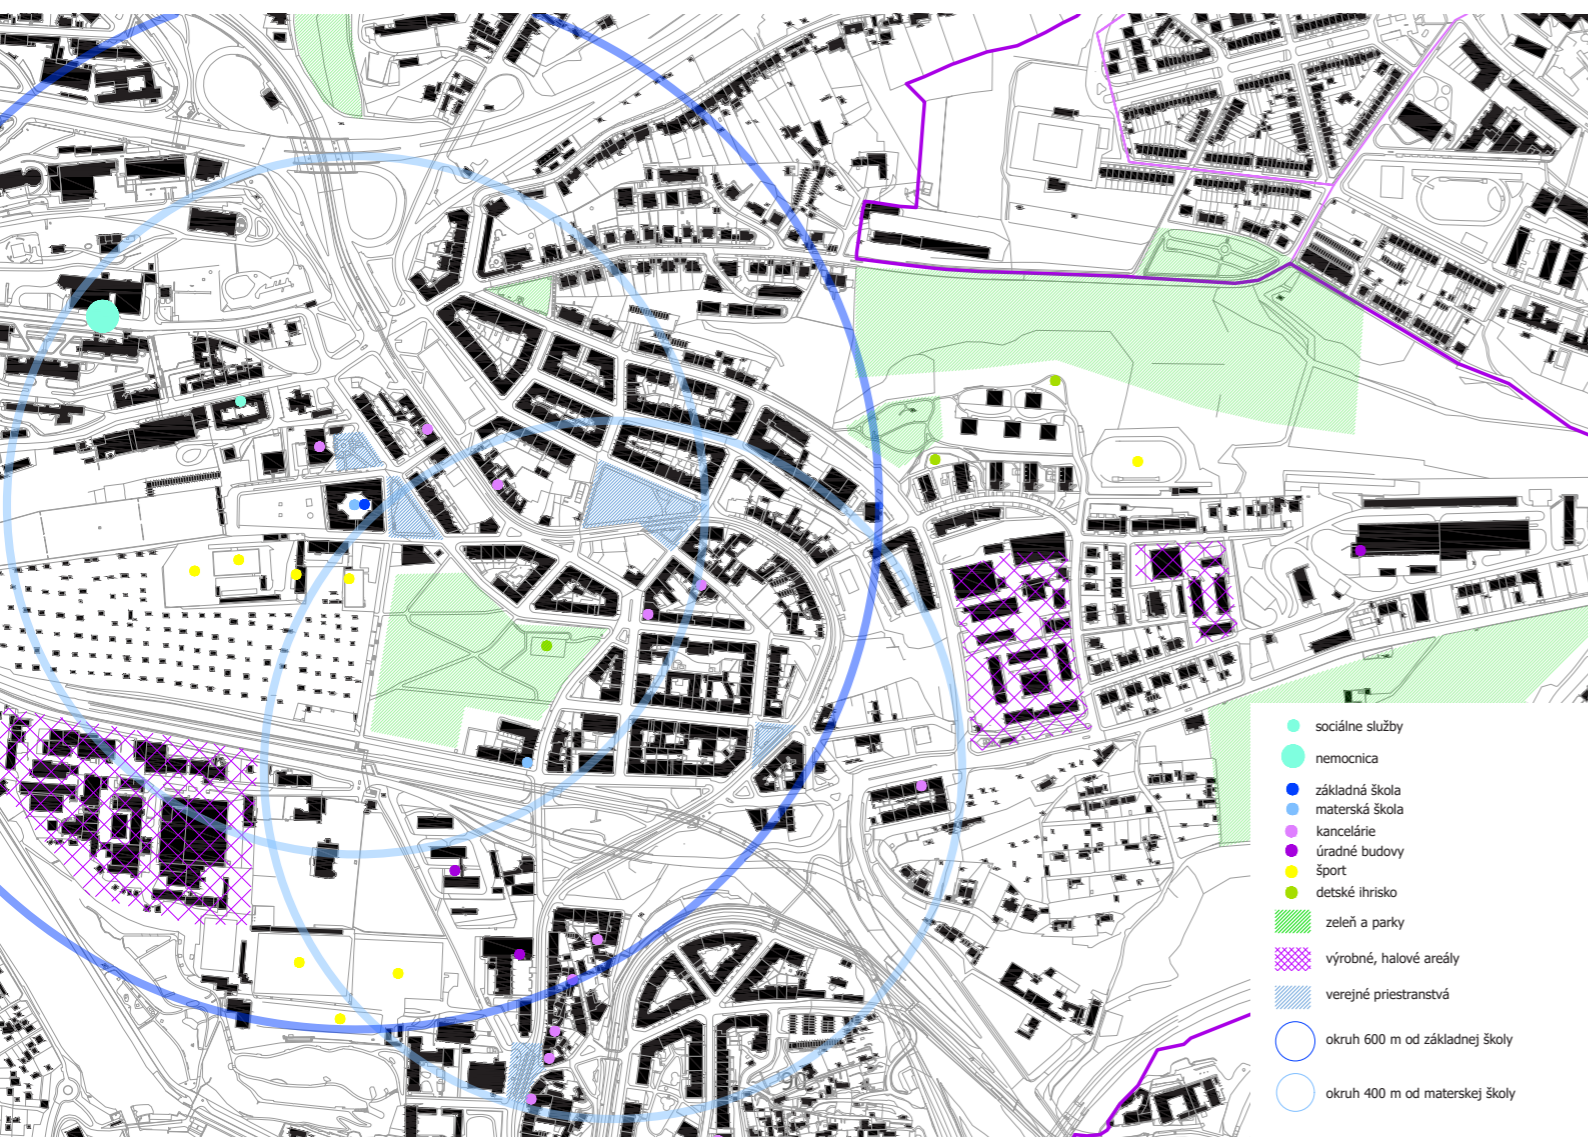 sociálne služby
nemocnica
základná škola
materská škola
kancelárie
úradné budovy
šport
detské ihrisko
zeleň a parky
výrobné, halové areály
verejné priestranstvá
okruh 600 m od základnej školy
okruh 400 m od materskej školy
90